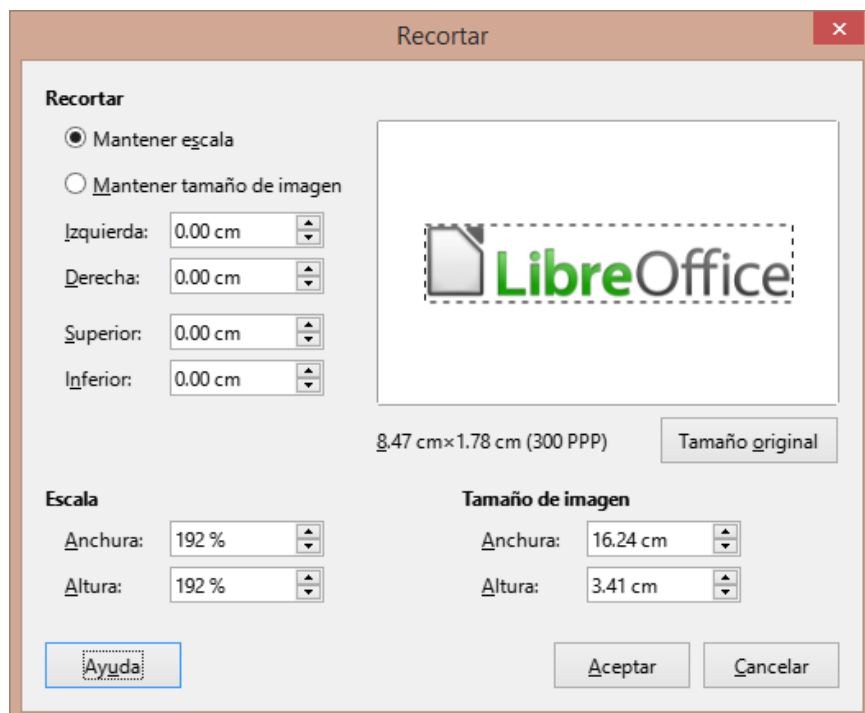 Recortar
Recortar
Mantener escala
Mantener tamaño de imagen
Izquierda: 0.00 cm
Derecha: 0.00 cm
Superior: 0.00 cm
Inferior: 0.00 cm
LibreOffice
8.47 cm×1.78 cm (300 PPP) Tamaño original
Escala Tamaño de imagen
Anchura: 192 % Anchura: 16.24 cm
Altura: 192 % Altura: 3.41 cm
Ayuda Aceptar Cancelar